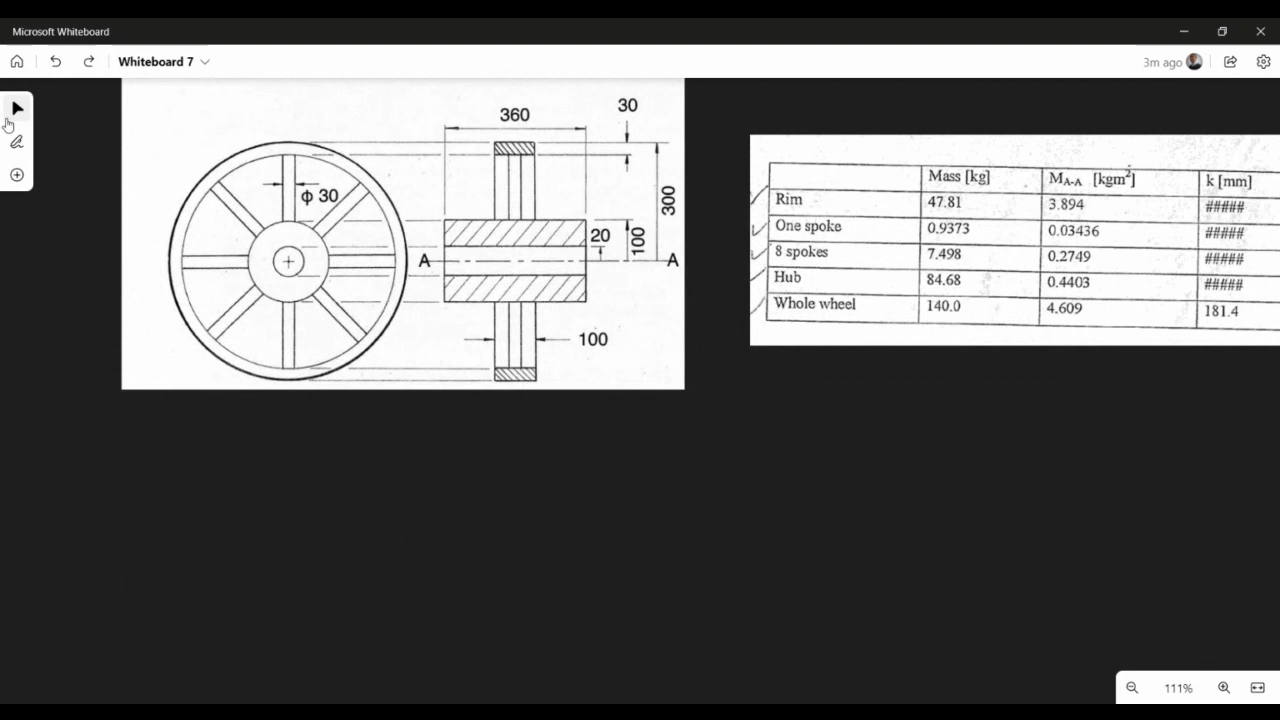 Microsoft Whiteboard
Whiteboard 7
3m ago
360
30
ϕ 30
300
20
100
A
A
100
Mass [kg] M_A-A [kgm²] k [mm]
Rim 47.81 3.894 #####
One spoke 0.9373 0.03436 #####
8 spokes 7.498 0.2749 #####
Hub 84.68 0.4403 #####
Whole wheel 140.0 4.609 181.4
111%